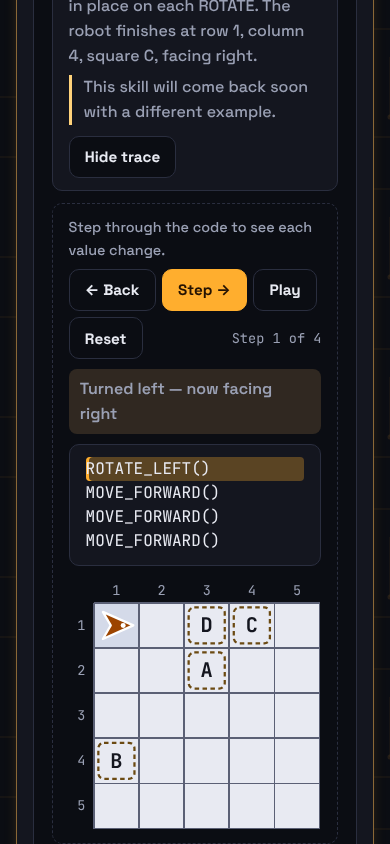 in place on each ROTATE. The
robot finishes at row 1, column
4, square C, facing right.
This skill will come back soon
with a different example.
Hide trace
Step through the code to see each
value change.
← Back
Step →
Play
Reset
Step 1 of 4
Turned left — now facing
right
ROTATE_LEFT()
MOVE_FORWARD()
MOVE_FORWARD()
MOVE_FORWARD()
1 2 3 4 5
1 D C
2 A
3
4 B
5